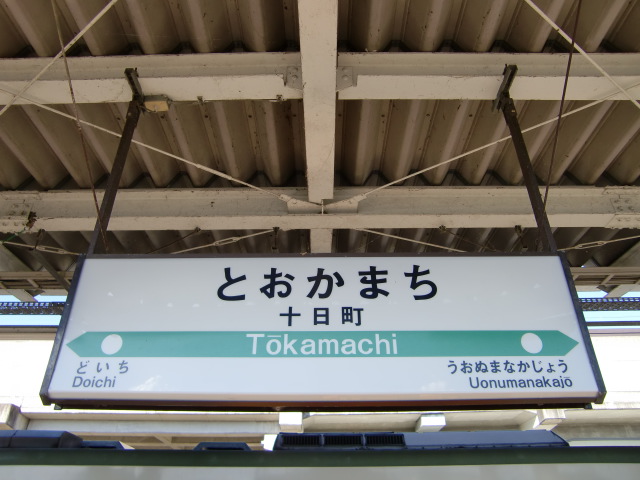 とおかまち
十日町
Tōkamachi
どいち
Doichi
うおぬまなかじょう
Uonumanakajō